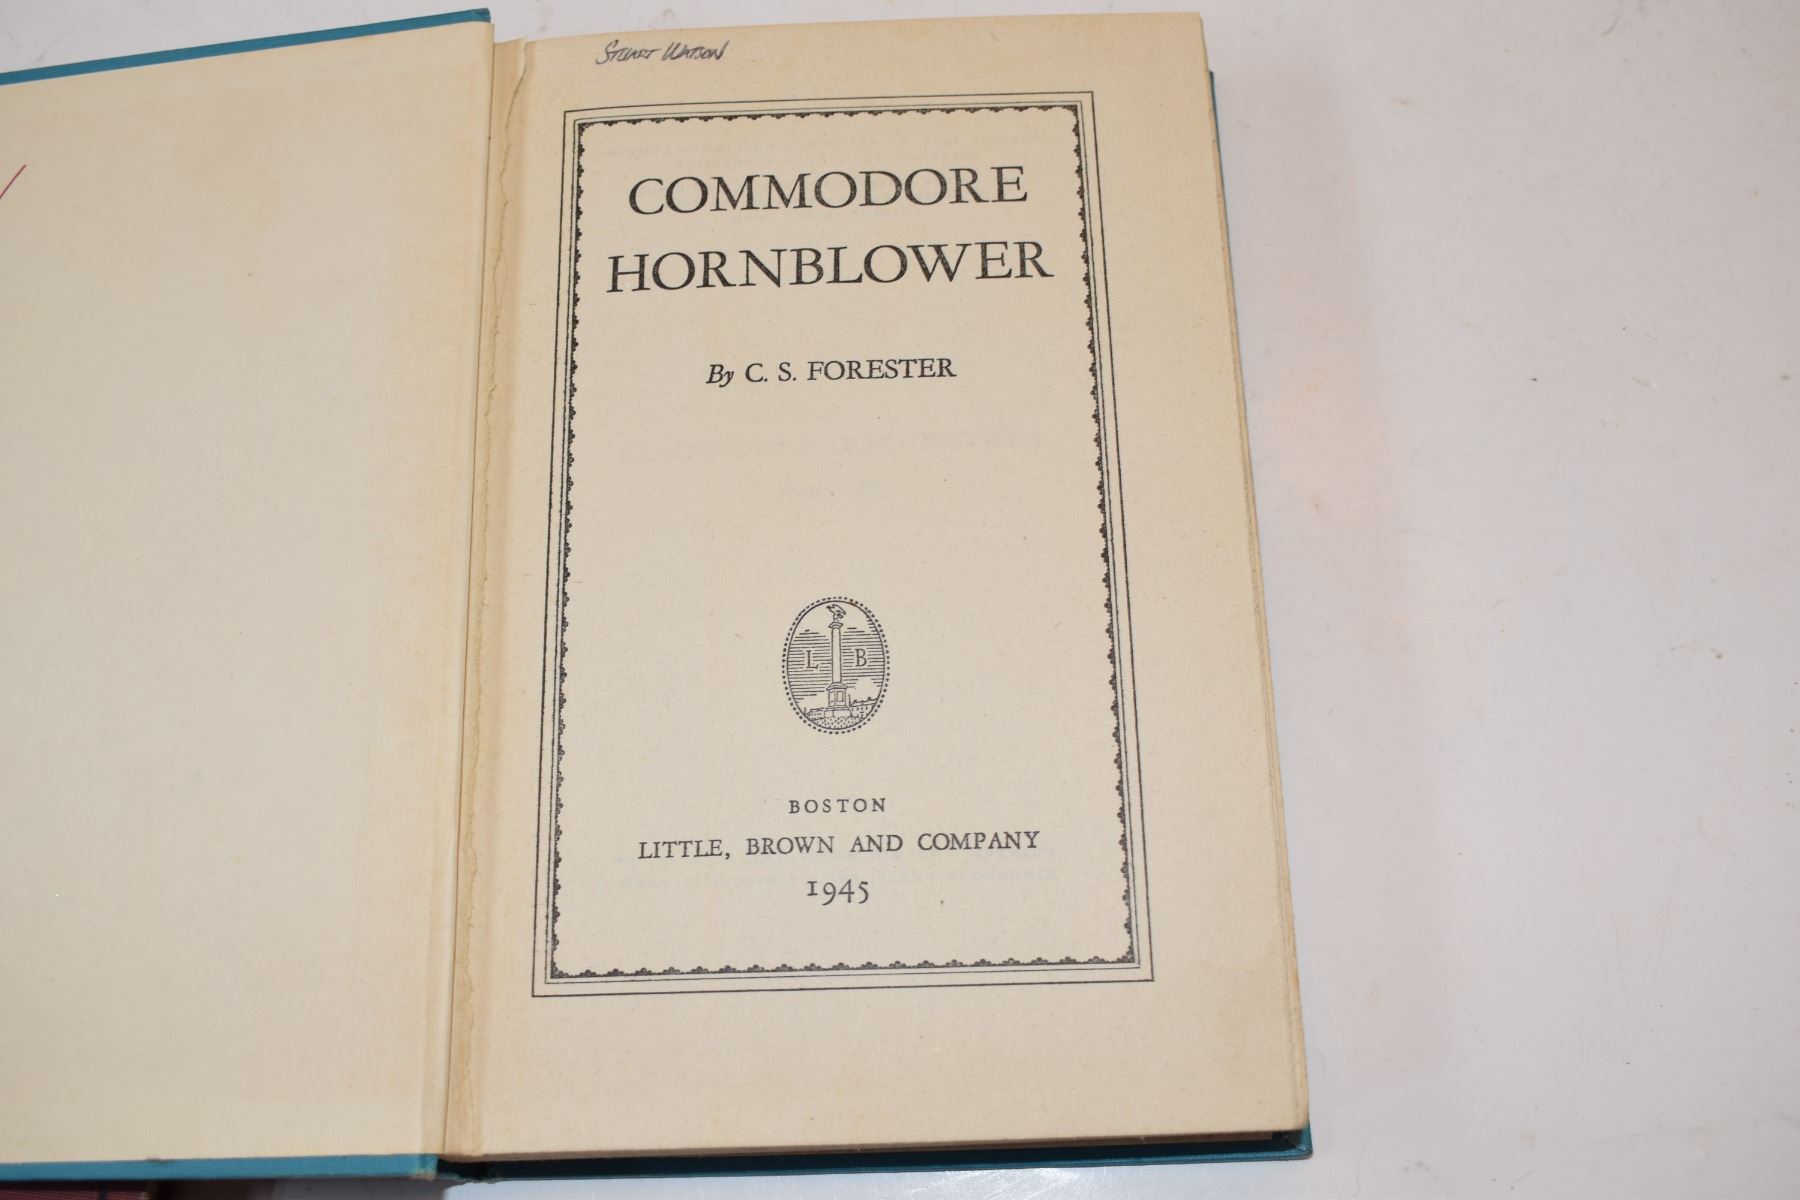 STUART WATSON
COMMODORE
HORNBLOWER
By C. S. FORESTER
L B
BOSTON
LITTLE, BROWN AND COMPANY
1945